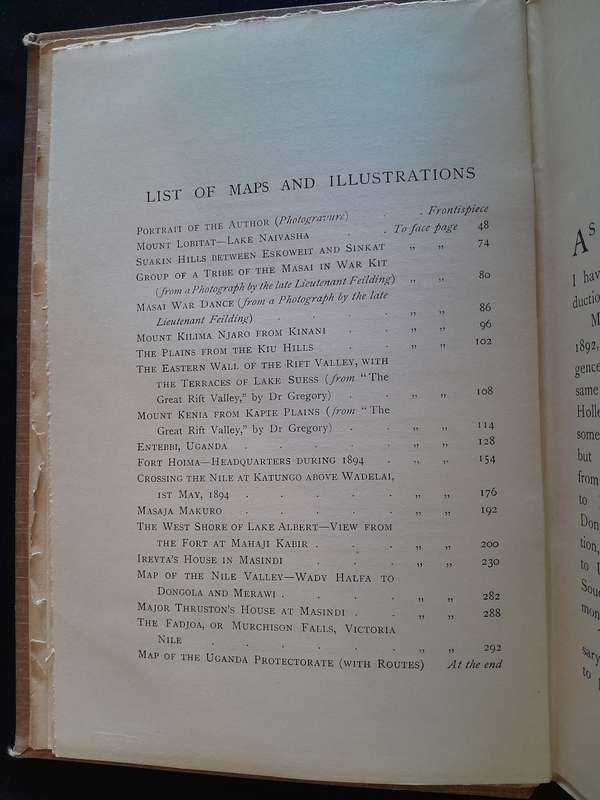 LIST OF MAPS AND ILLUSTRATIONS
PORTRAIT OF THE AUTHOR (Photogravure) . . Frontispiece
MOUNT LOBITAT—LAKE NAIVASHA . . To face page 48
SUAKIN HILLS BETWEEN ESKOWEIT AND SINKAT „ „ 74
GROUP OF A TRIBE OF THE MASAI IN WAR KIT
(from a Photograph by the late Lieutenant Feilding) „ „ 80
MASAI WAR DANCE (from a Photograph by the late
Lieutenant Feilding) . . . „ „ 86
MOUNT KILIMA NJARO FROM KINANI . . „ „ 96
THE PLAINS FROM THE KIU HILLS . . „ „ 102
THE EASTERN WALL OF THE RIFT VALLEY, WITH
THE TERRACES OF LAKE SUESS (from "The
Great Rift Valley," by Dr Gregory) . . „ „ 108
MOUNT KENIA FROM KAPTE PLAINS (from "The
Great Rift Valley," by Dr Gregory) . . „ „ 114
ENTEBBI, UGANDA . . . . . „ „ 128
FORT HOIMA—HEADQUARTERS DURING 1894 . „ „ 154
CROSSING THE NILE AT KATUNGO ABOVE WADELAI,
1ST MAY, 1894 . . . . . „ „ 176
MASAJA MAKURO . . . . . „ „ 192
THE WEST SHORE OF LAKE ALBERT—VIEW FROM
THE FORT AT MAHAJI KABIR . . . „ „ 200
IREYTA'S HOUSE IN MASINDI . . . „ „ 230
MAP OF THE NILE VALLEY—WADY HALFA TO
DONGOLA AND MERAWI . . . . „ „ 282
MAJOR THRUSTON'S HOUSE AT MASINDI . . „ „ 288
THE FADJOA, OR MURCHISON FALLS, VICTORIA
NILE . . . . . . „ „ 292
MAP OF THE UGANDA PROTECTORATE (WITH ROUTES) At the end
AS
I hav
ductio
M
1892,
gence
same
Holle
some
but
from
to
Don
tion,
to U
Soud
mon
sary
to